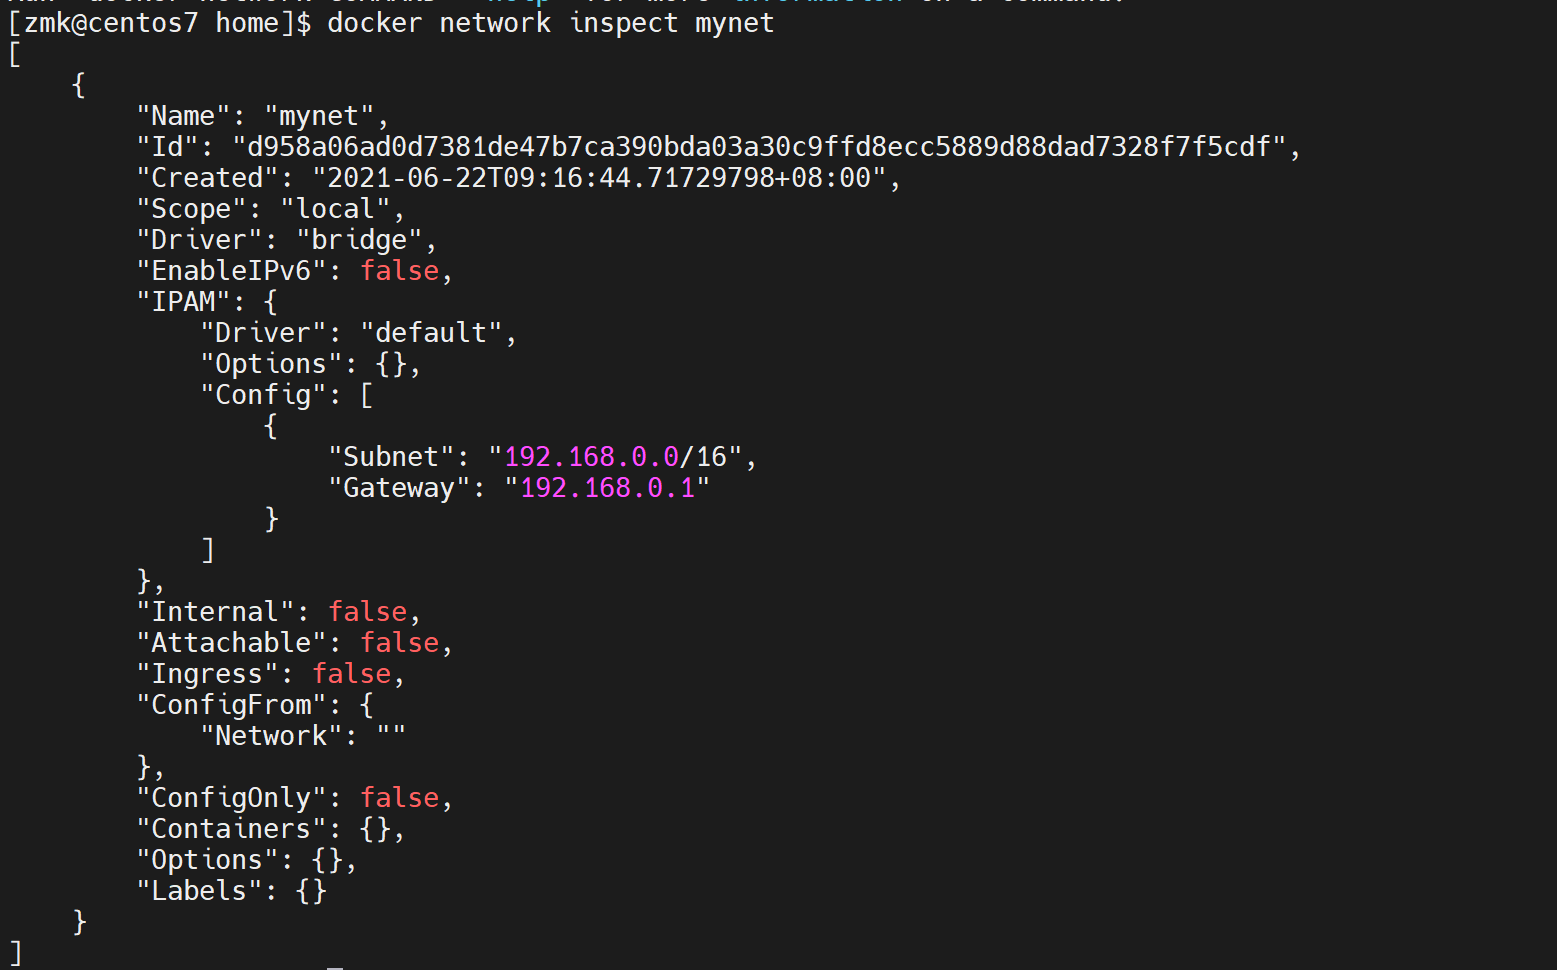 [zmk@centos7 home]$ docker network inspect mynet
[
    {
        "Name": "mynet",
        "Id": "d958a06ad0d7381de47b7ca390bda03a30c9ffd8ecc5889d88dad7328f7f5cdf",
        "Created": "2021-06-22T09:16:44.71729798+08:00",
        "Scope": "local",
        "Driver": "bridge",
        "EnableIPv6": false,
        "IPAM": {
            "Driver": "default",
            "Options": {},
            "Config": [
                {
                    "Subnet": "192.168.0.0/16",
                    "Gateway": "192.168.0.1"
                }
            ]
        },
        "Internal": false,
        "Attachable": false,
        "Ingress": false,
        "ConfigFrom": {
            "Network": ""
        },
        "ConfigOnly": false,
        "Containers": {},
        "Options": {},
        "Labels": {}
    }
]